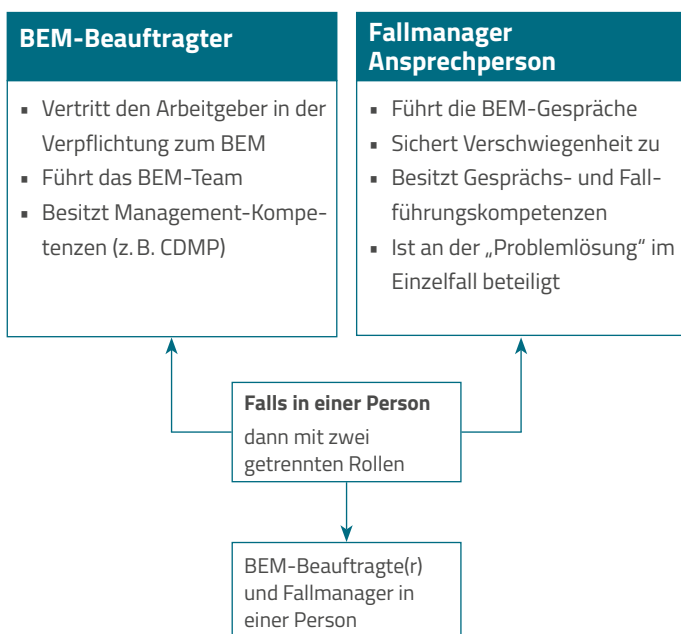 BEM-Beauftragter
▪ Vertritt den Arbeitgeber in der
Verpflichtung zum BEM
▪ Führt das BEM-Team
▪ Besitzt Management-Kompe-
tenzen (z. B. CDMP)
Fallmanager
Ansprechperson
▪ Führt die BEM-Gespräche
▪ Sichert Verschwiegenheit zu
▪ Besitzt Gesprächs- und Fall-
führungskompetenzen
▪ Ist an der „Problemlösung“ im
Einzelfall beteiligt
Falls in einer Person
dann mit zwei
getrennten Rollen
BEM-Beauftragte(r)
und Fallmanager in
einer Person